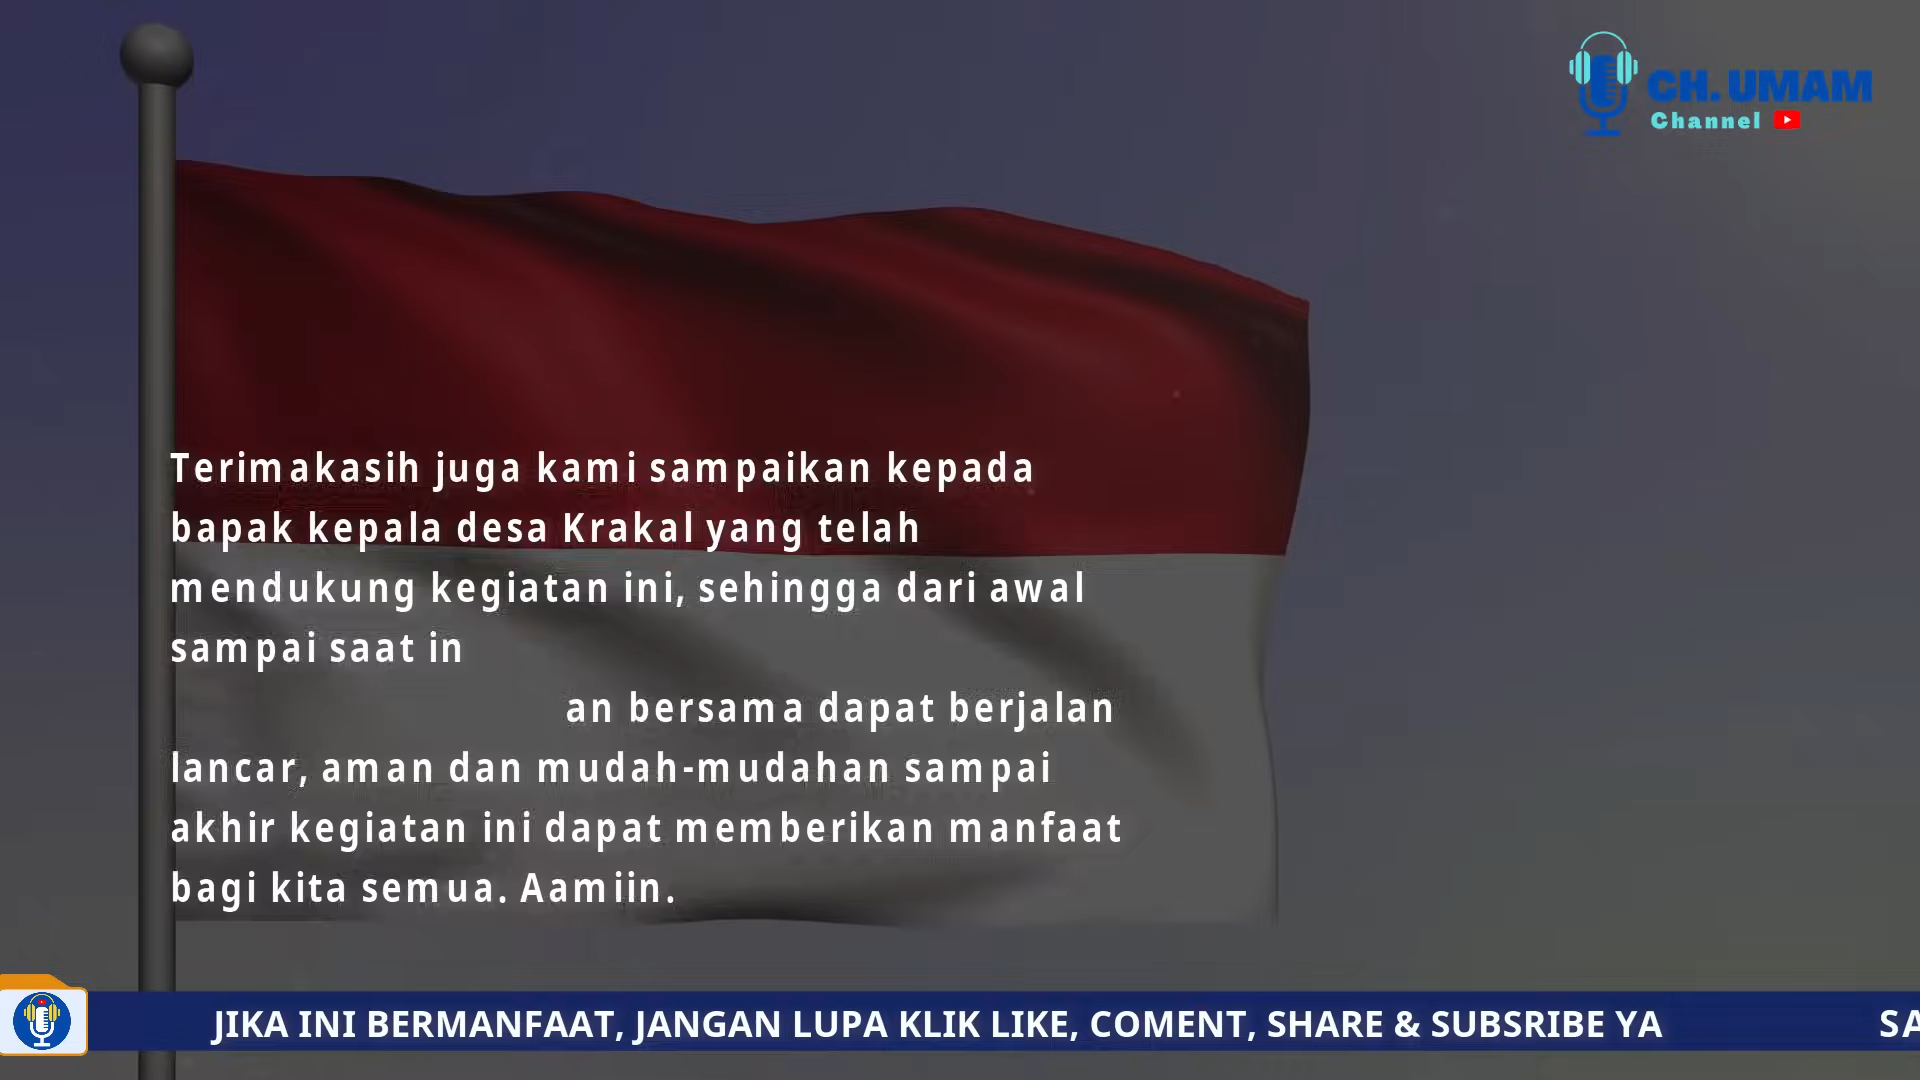 CH. UMAM
Channel
Terimakasih juga kami sampaikan kepada
bapak kepala desa Krakal yang telah
mendukung kegiatan ini, sehingga dari awal
sampai saat in
an bersama dapat berjalan
lancar, aman dan mudah-mudahan sampai
akhir kegiatan ini dapat memberikan manfaat
bagi kita semua. Aamiin.
JIKA INI BERMANFAAT, JANGAN LUPA KLIK LIKE, COMENT, SHARE & SUBSRIBE YA